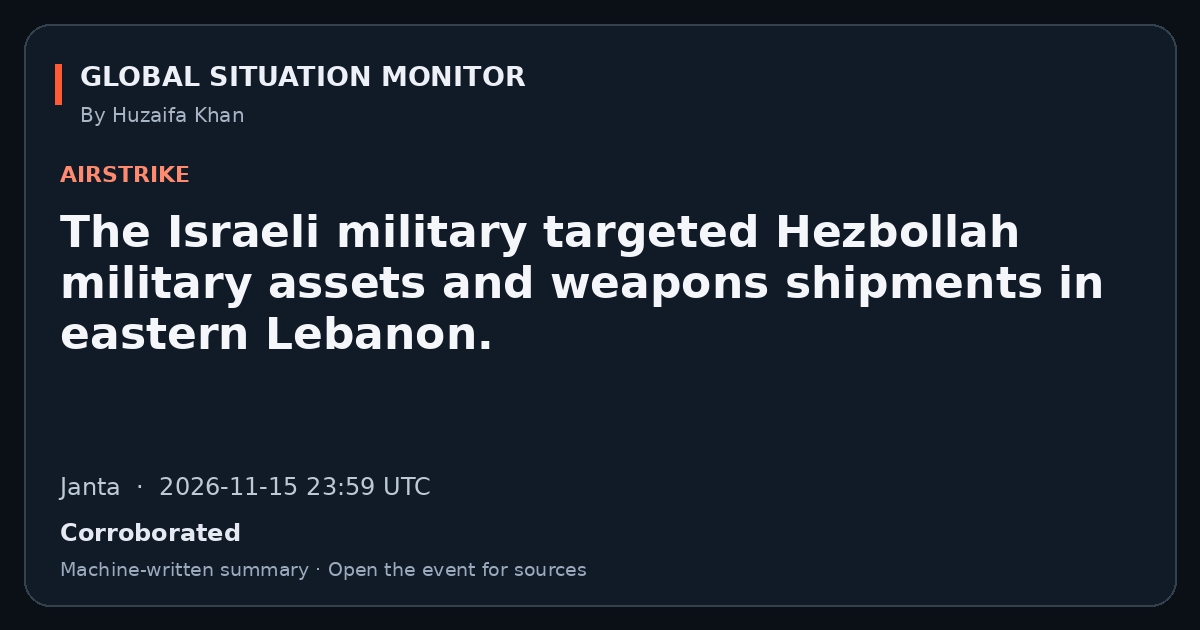 GLOBAL SITUATION MONITOR
By Huzaifa Khan
AIRSTRIKE
The Israeli military targeted Hezbollah
military assets and weapons shipments in
eastern Lebanon.
Janta · 2026-11-15 23:59 UTC
Corroborated
Machine-written summary · Open the event for sources